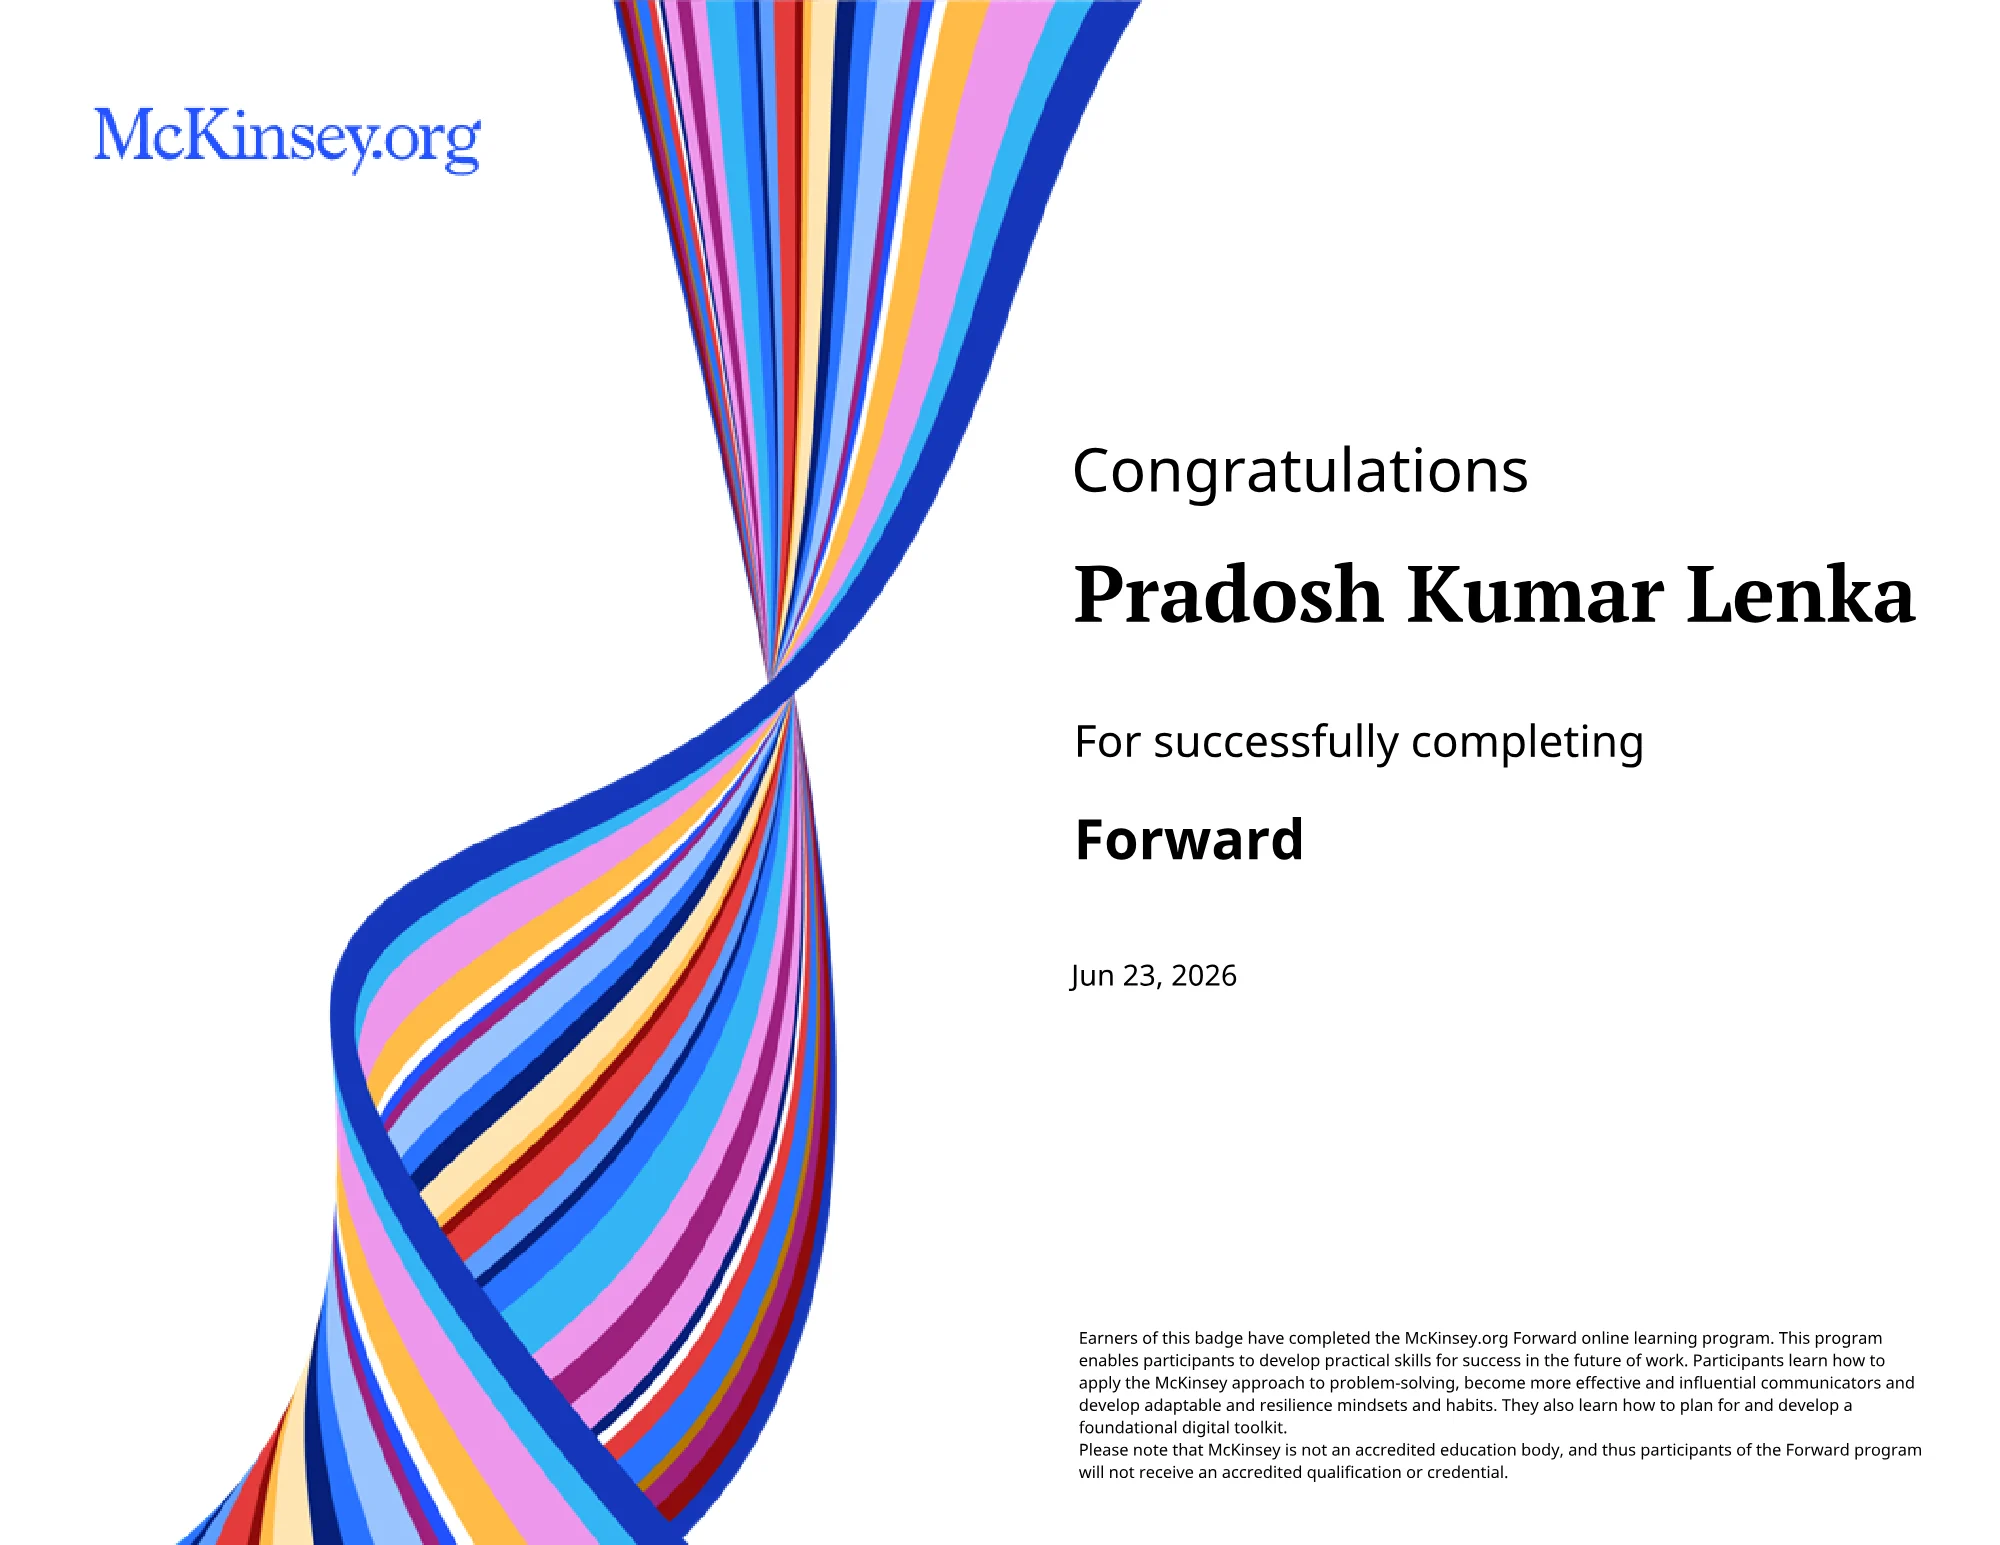 McKinsey.org
Congratulations
Pradosh Kumar Lenka
For successfully completing
Forward
Jun 23, 2026
Earners of this badge have completed the McKinsey.org Forward online learning program. This program
enables participants to develop practical skills for success in the future of work. Participants learn how to
apply the McKinsey approach to problem-solving, become more effective and influential communicators and
develop adaptable and resilience mindsets and habits. They also learn how to plan for and develop a
foundational digital toolkit.
Please note that McKinsey is not an accredited education body, and thus participants of the Forward program
will not receive an accredited qualification or credential.